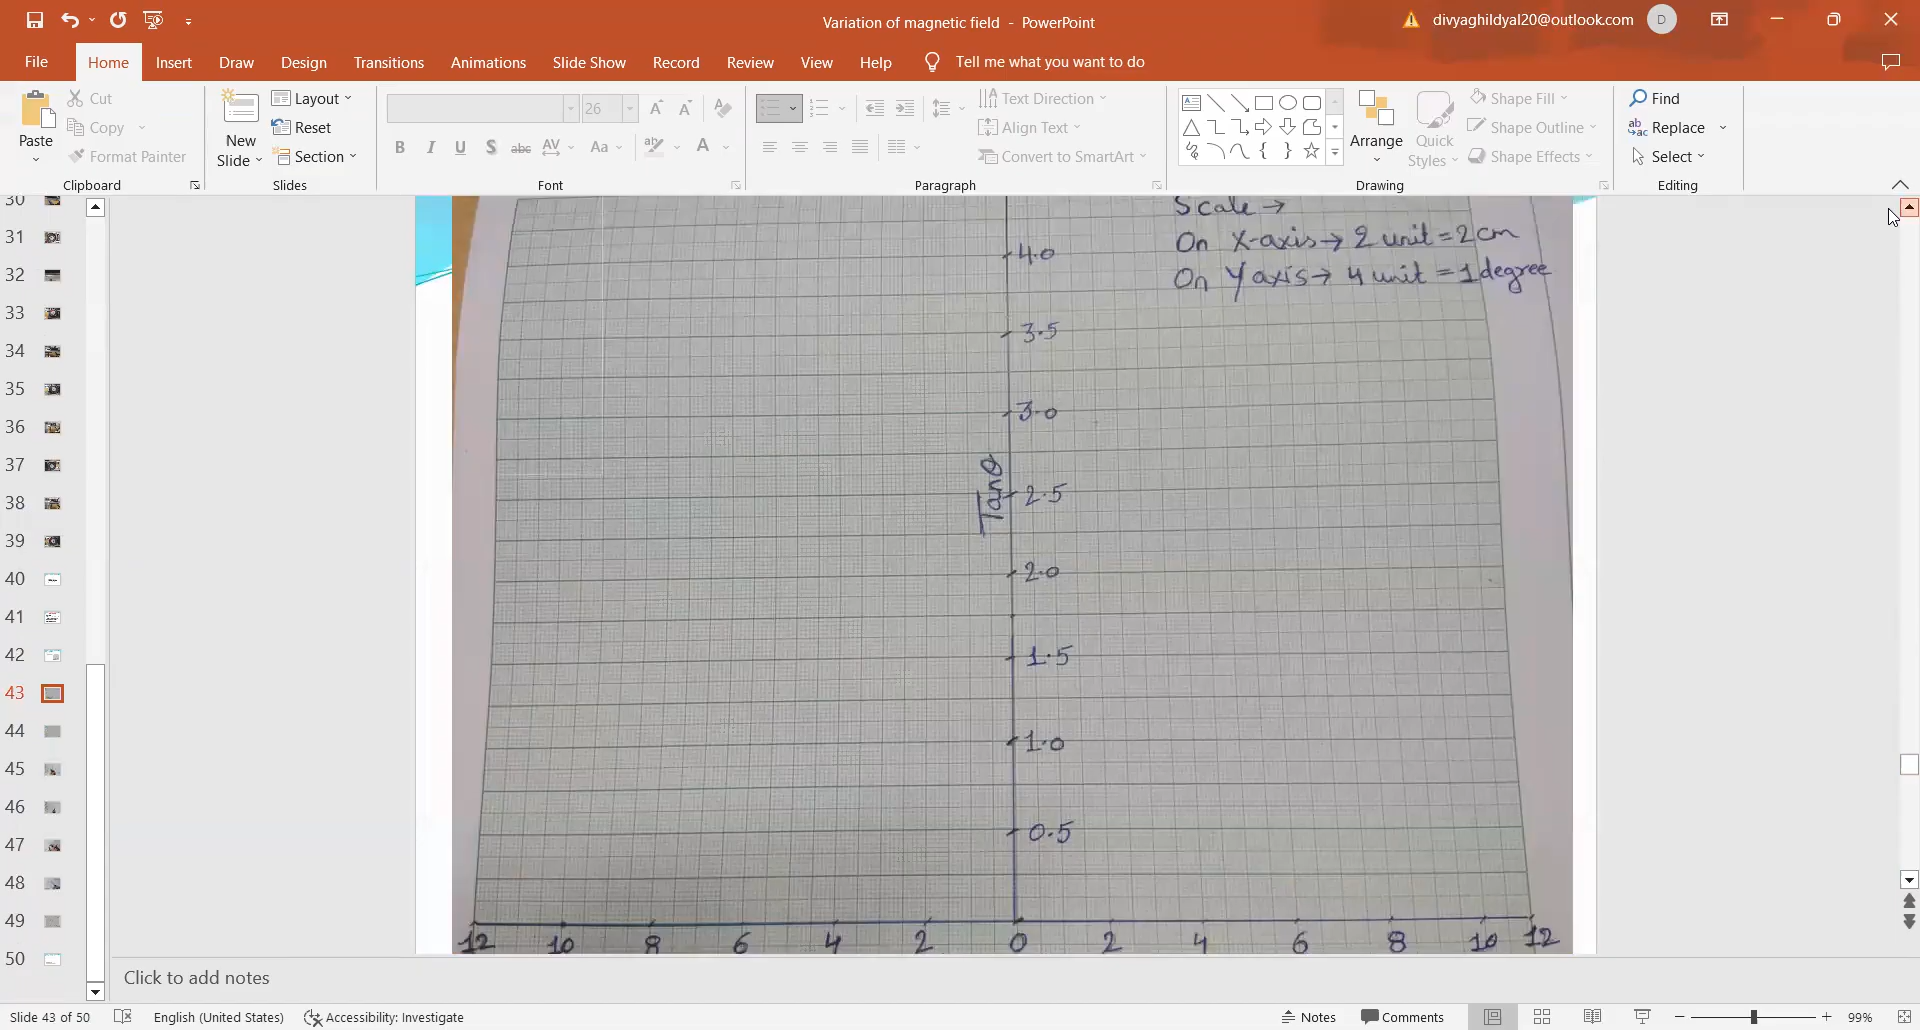 Variation of magnetic field - PowerPoint
divyaghildyal20@outlook.com
D
File
Home
Insert
Draw
Design
Transitions
Animations
Slide Show
Record
Review
View
Help
Tell me what you want to do
Paste
Cut
Copy
Format Painter
Clipboard
New
Slide
Layout
Reset
Section
Slides
26
B
I
U
S
abc
AV
Aa
A
Font
Text Direction
Align Text
Convert to SmartArt
Paragraph
Arrange
Quick
Styles
Shape Fill
Shape Outline
Shape Effects
Drawing
Find
Replace
Select
Editing
30
31
32
33
34
35
36
37
38
39
40
41
42
43
44
45
46
47
48
49
50
Scale →
On X-axis → 2 unit = 2 cm
On Y axis → 4 unit = 1 degree
4.0
3.5
3.0
Tanθ
2.5
2.0
1.5
1.0
0.5
12 10 8 6 4 2 0 2 4 6 8 10 12
Click to add notes
Slide 43 of 50
English (United States)
Accessibility: Investigate
Notes
Comments
99%